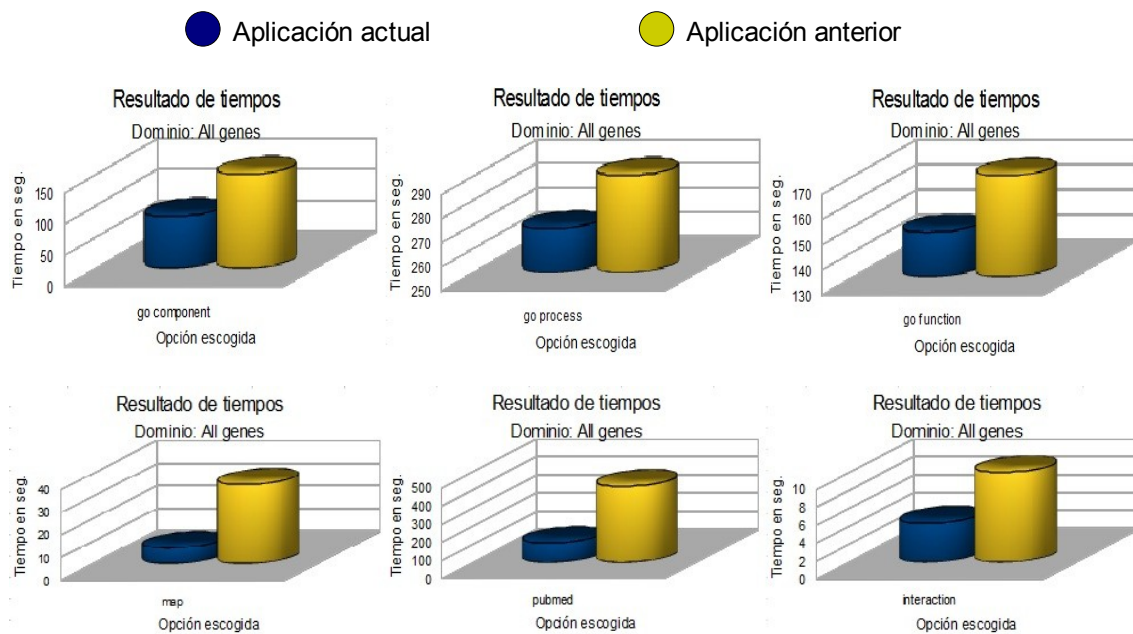 Aplicación actual
Aplicación anterior
Resultado de tiempos
Dominio: All genes
Tiempo en seg.
150
100
50
0
go component
Opción escogida
Resultado de tiempos
Dominio: All genes
Tiempo en seg.
290
280
270
260
250
go process
Opción escogida
Resultado de tiempos
Dominio: All genes
Tiempo en seg.
170
160
150
140
130
go function
Opción escogida
Resultado de tiempos
Dominio: All genes
Tiempo en seg.
40
30
20
10
0
map
Opción escogida
Resultado de tiempos
Dominio: All genes
Tiempo en seg.
500
400
300
200
100
0
pubmed
Opción escogida
Resultado de tiempos
Dominio: All genes
Tiempo en seg.
10
8
6
4
2
0
interaction
Opción escogida